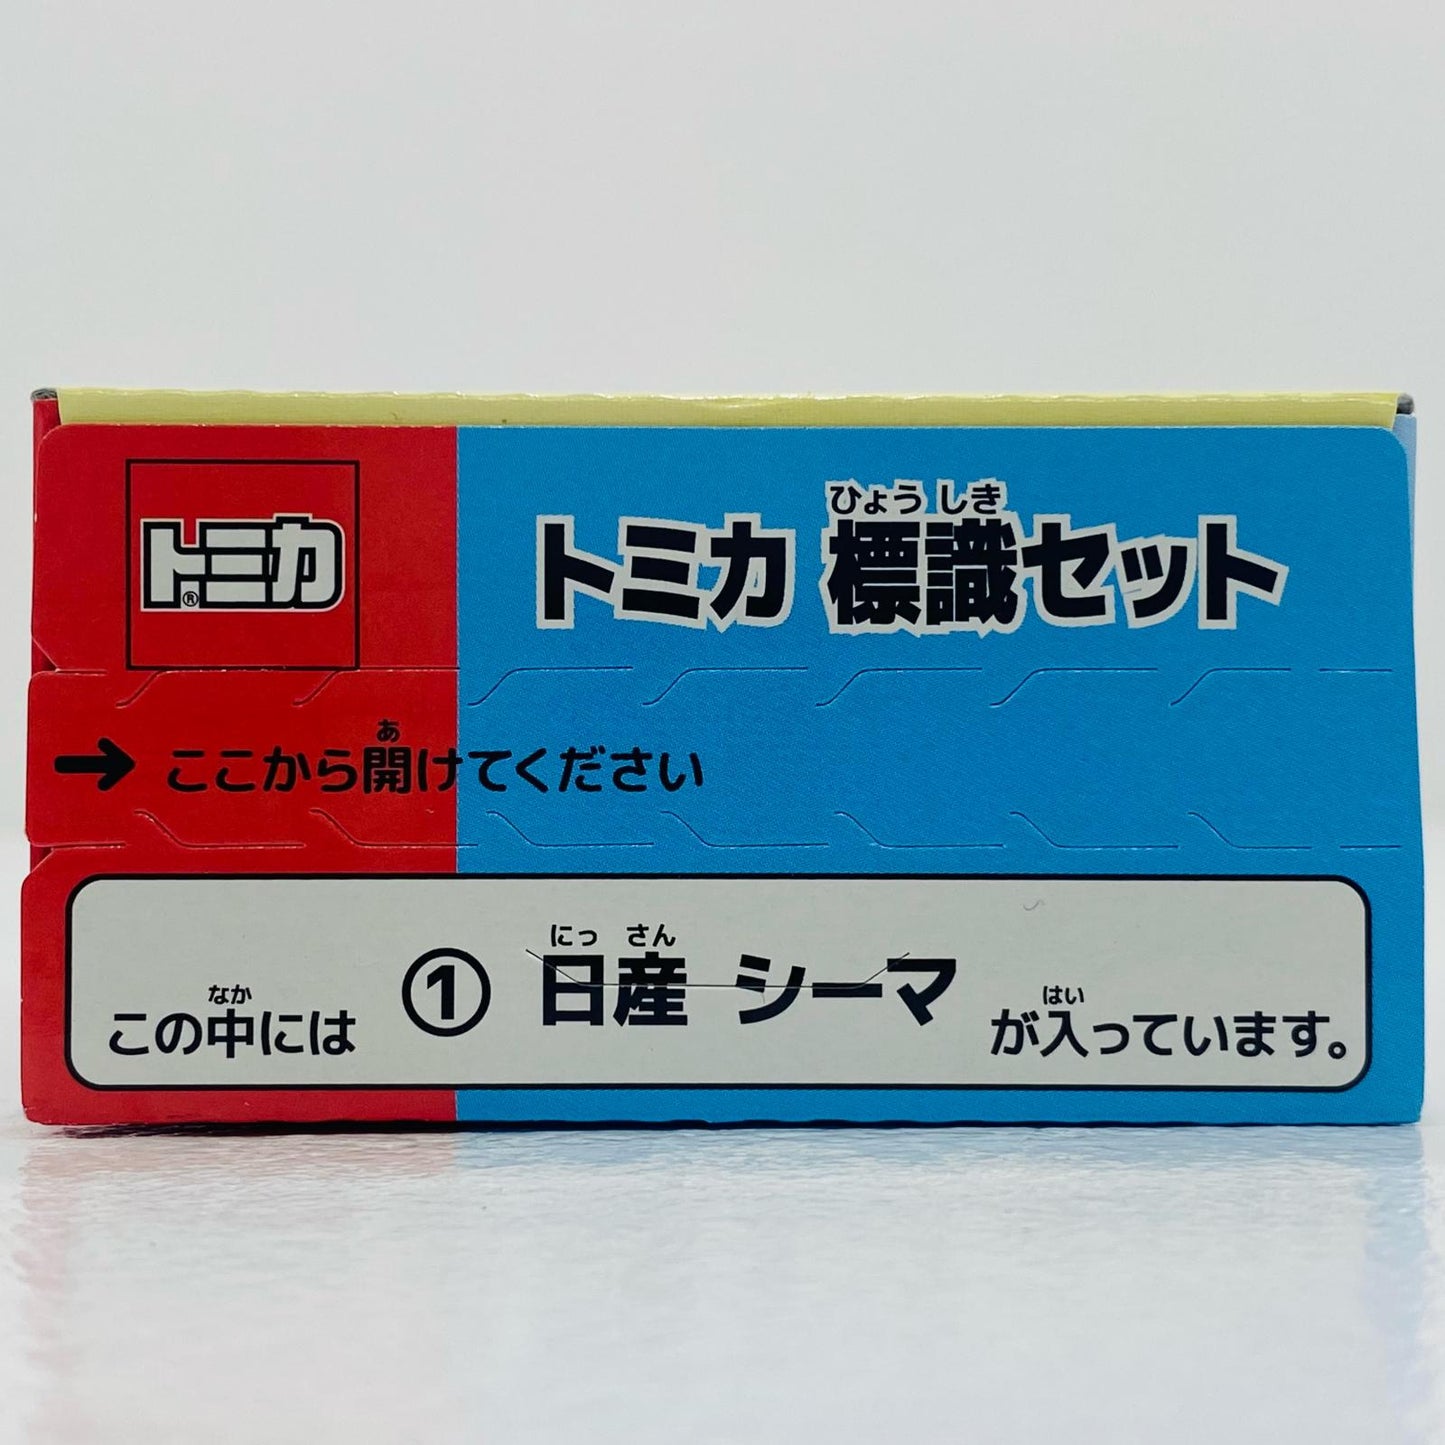 トミカ®
ひょうしき
トミカ 標識セット
あ
→ ここから開けてください
にっ さん
① 日産 シーマ
なか はい
この中には が入っています。